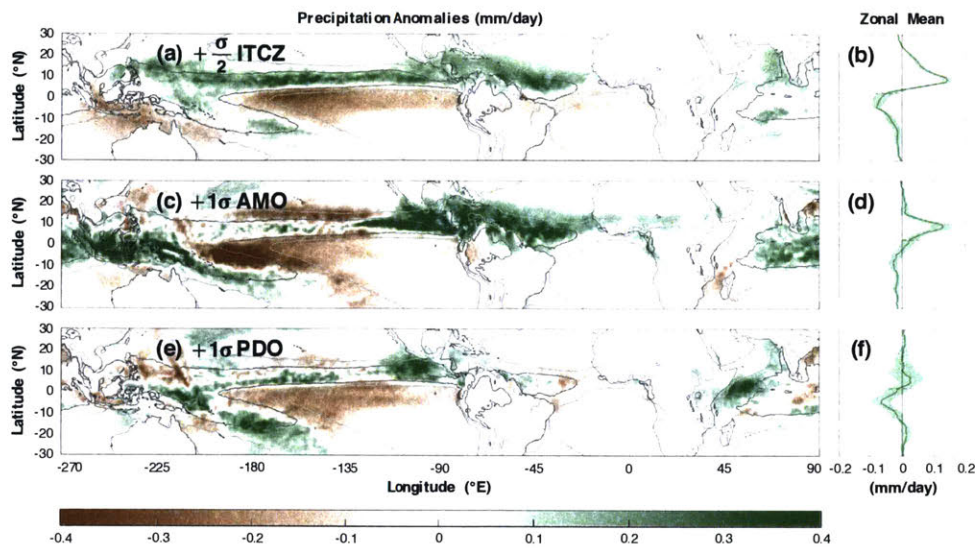 Precipitation Anomalies (mm/day)
Zonal Mean
(a) + σ/2 ITCZ
(b)
30
20
10
0
-10
-20
-30
Latitude (°N)
(c) +1σ AMO
(d)
30
20
10
0
-10
-20
-30
Latitude (°N)
(e) +1σ PDO
(f)
30
20
10
0
-10
-20
-30
Latitude (°N)
-270 -225 -180 -135 -90 -45 0 45 90
-0.2 -0.1 0 0.1 0.2
Longitude (°E)
(mm/day)
-0.4 -0.3 -0.2 -0.1 0 0.1 0.2 0.3 0.4